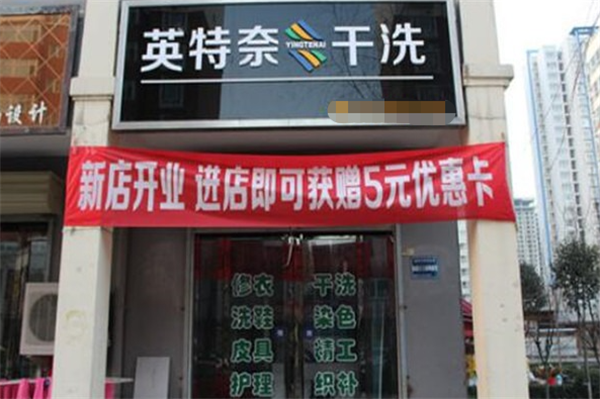 英特奈 YINGTENAI 干洗
设计
新店开业 进店即可获赠5元优惠卡
修衣 干洗
洗鞋 染色
皮具 精工
护理 织补